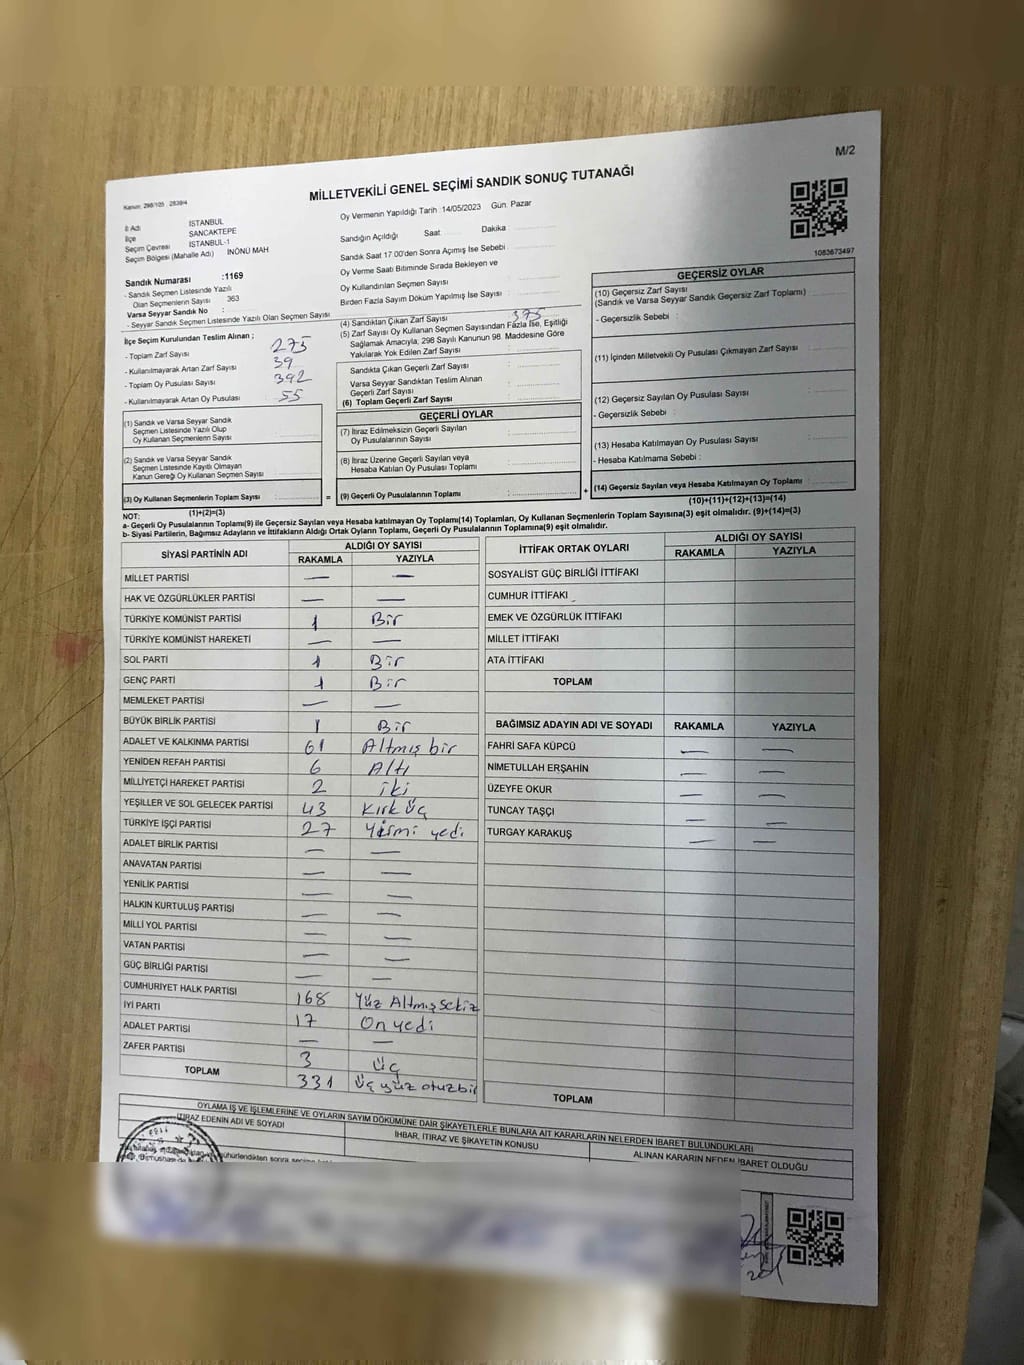 M/2
MİLLETVEKİLİ GENEL SEÇİMİ SANDIK SONUÇ TUTANAĞI
Kanun: 298/105 : 2839/4
İl Adı İSTANBUL
İlçe SANCAKTEPE
Seçim Çevresi İSTANBUL-1
Seçim Bölgesi (Mahalle Adı) İNÖNÜ MAH
Sandık Numarası :1169
- Sandık Seçmen Listesinde Yazılı
Olan Seçmenlerin Sayısı 363
Varsa Seyyar Sandık No :
- Seyyar Sandık Seçmen Listesinde Yazılı Olan Seçmen Sayısı
İlçe Seçim Kurulundan Teslim Alınan ;
- Toplam Zarf Sayısı 275
- Kullanılmayarak Artan Zarf Sayısı 39
- Toplam Oy Pusulası Sayısı 392
- Kullanılmayarak Artan Oy Pusulası : 55
(1) Sandık ve Varsa Seyyar Sandık
Seçmen Listesinde Yazılı Olup
Oy Kullanan Seçmenlerin Sayısı
(2) Sandık ve Varsa Seyyar Sandık
Seçmen Listesinde Kayıtlı Olmayan
Kanun Gereği Oy Kullanan Seçmen Sayısı
(3) Oy Kullanan Seçmenlerin Toplam Sayısı :
(1)+(2)=(3)
Oy Vermenin Yapıldığı Tarih :14/05/2023 Gün: Pazar
Sandığın Açıldığı Saat Dakika
Sandık Saat 17.00'den Sonra Açımış İse Sebebi
Oy Verme Saati Bitiminde Sırada Bekleyen ve
Oy Kullandırılan Seçmen Sayısı
Birden Fazla Sayım Döküm Yapılmış İse Sayısı
(4) Sandıktan Çıkan Zarf Sayısı 375
(5) Zarf Sayısı Oy Kullanan Seçmen Sayısından Fazla İse, Eşitliği
Sağlamak Amacıyla, 298 Sayılı Kanunun 98. Maddesine Göre
Yakılarak Yok Edilen Zarf Sayısı
Sandıkta Çıkan Geçerli Zarf Sayısı
Varsa Seyyar Sandıktan Teslim Alınan
Geçerli Zarf Sayısı
(6) Toplam Geçerli Zarf Sayısı
GEÇERLİ OYLAR
(7) İtiraz Edilmeksizin Geçerli Sayılan
Oy Pusulalarının Sayısı
(8) İtiraz Üzerine Geçerli Sayılan veya
Hesaba Katılan Oy Pusulası Toplamı
= (9) Geçerli Oy Pusulalarının Toplamı
1083673497
GEÇERSİZ OYLAR
(10) Geçersiz Zarf Sayısı
(Sandık ve Varsa Seyyar Sandık Geçersiz Zarf Toplamı)
- Geçersizlik Sebebi :
(11) İçinden Milletvekili Oy Pusulası Çıkmayan Zarf Sayısı
(12) Geçersiz Sayılan Oy Pusulası Sayısı
- Geçersizlik Sebebi :
(13) Hesaba Katılmayan Oy Pusulası Sayısı
- Hesaba Katılmama Sebebi :
+ (14) Geçersiz Sayılan veya Hesaba Katılmayan Oy Toplamı :
(10)+(11)+(12)+(13)=(14)
NOT:
a- Geçerli Oy Pusulalarının Toplamı(9) ile Geçersiz Sayılan veya Hesaba katılmayan Oy Toplamı(14) Toplamları, Oy Kullanan Seçmenlerin Toplam Sayısına(3) eşit olmalıdır. (9)+(14)=(3)
b- Siyasi Partilerin, Bağımsız Adayların ve İttifakların Aldığı Oyların Toplamı, Geçerli Oy Pusulalarının Toplamına(9) eşit olmalıdır.
SİYASİ PARTİNİN ADI ALDIĞI OY SAYISI
RAKAMLA YAZIYLA
MİLLET PARTİSİ — —
HAK VE ÖZGÜRLÜKLER PARTİSİ — —
TÜRKİYE KOMÜNİST PARTİSİ 1 Bir
TÜRKİYE KOMÜNİST HAREKETİ — —
SOL PARTİ 1 Bir
GENÇ PARTİ 1 Bir
MEMLEKET PARTİSİ — —
BÜYÜK BİRLİK PARTİSİ 1 Bir
ADALET VE KALKINMA PARTİSİ 61 Altmış bir
YENİDEN REFAH PARTİSİ 6 Altı
MİLLİYETÇİ HAREKET PARTİSİ 2 iki
YEŞİLLER VE SOL GELECEK PARTİSİ 43 Kırk Üç
TÜRKİYE İŞÇİ PARTİSİ 27 Yirmi yedi
ADALET BİRLİK PARTİSİ — —
ANAVATAN PARTİSİ — —
YENİLİK PARTİSİ — —
HALKIN KURTULUŞ PARTİSİ — —
MİLLİ YOL PARTİSİ — —
VATAN PARTİSİ — —
GÜÇ BİRLİĞİ PARTİSİ — —
CUMHURİYET HALK PARTİSİ 168 Yüz Altmış Sekiz
İYİ PARTİ 17 On yedi
ADALET PARTİSİ — —
ZAFER PARTİSİ 3 Üç
TOPLAM 331 Üç yüz otuzbir
İTTİFAK ORTAK OYLARI ALDIĞI OY SAYISI
RAKAMLA YAZIYLA
SOSYALİST GÜÇ BİRLİĞİ İTTİFAKI
CUMHUR İTTİFAKI
EMEK VE ÖZGÜRLÜK İTTİFAKI
MİLLET İTTİFAKI
ATA İTTİFAKI
TOPLAM
BAĞIMSIZ ADAYIN ADI VE SOYADI RAKAMLA YAZIYLA
FAHRİ SAFA KÜPCÜ — —
NİMETULLAH ERŞAHİN — —
ÜZEYFE OKUR — —
TUNCAY TAŞÇI — —
TURGAY KARAKUŞ — —
TOPLAM
OYLAMA İŞ VE İŞLEMLERİNE VE OYLARIN SAYIM DÖKÜMÜNE DAİR ŞİKAYETLERLE BUNLARA AİT KARARLARIN NELERDEN İBARET BULUNDUKLARI
İTİRAZ EDENİN ADI VE SOYADI İHBAR, İTİRAZ VE ŞİKAYETİN KONUSU ALINAN KARARIN NEDEN İBARET OLDUĞU